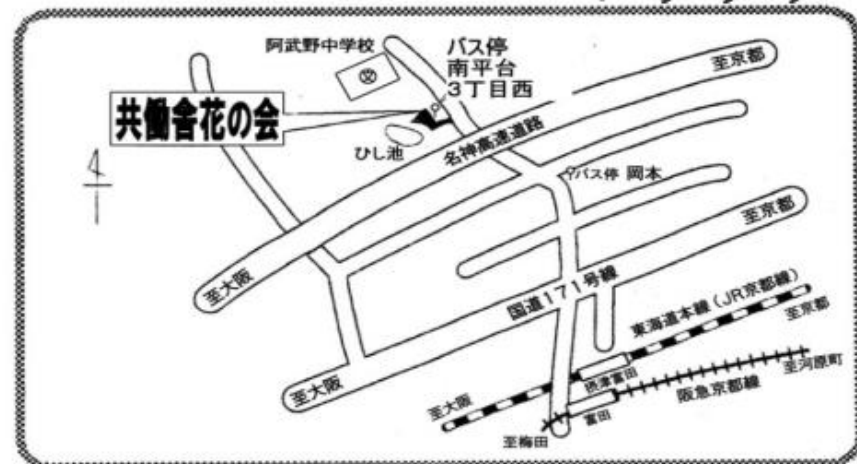 阿武野中学校
バス停
南平台
3丁目西
至京都
共働舎花の会
ひし池
名神高速道路
バス停 岡本
至京都
至大阪
国道171号線
東海道本線(JR京都線)
至京都
至大阪
摂津富田
至河原町
至大阪
阪急京都線
富田
至梅田